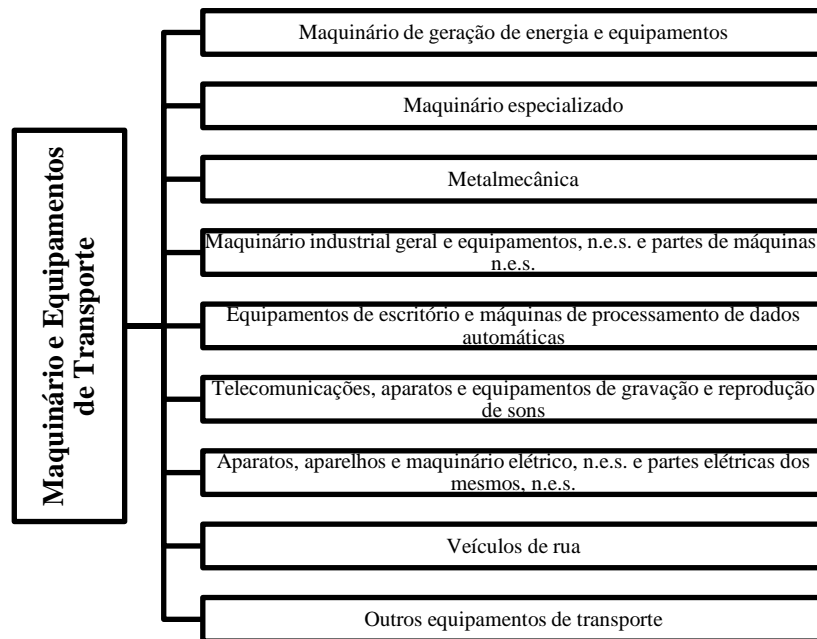 Maquinário e Equipamentos
de Transporte
Maquinário de geração de energia e equipamentos
Maquinário especializado
Metalmecânica
Maquinário industrial geral e equipamentos, n.e.s. e partes de máquinas
n.e.s.
Equipamentos de escritório e máquinas de processamento de dados
automáticas
Telecomunicações, aparatos e equipamentos de gravação e reprodução
de sons
Aparatos, aparelhos e maquinário elétrico, n.e.s. e partes elétricas dos
mesmos, n.e.s.
Veículos de rua
Outros equipamentos de transporte